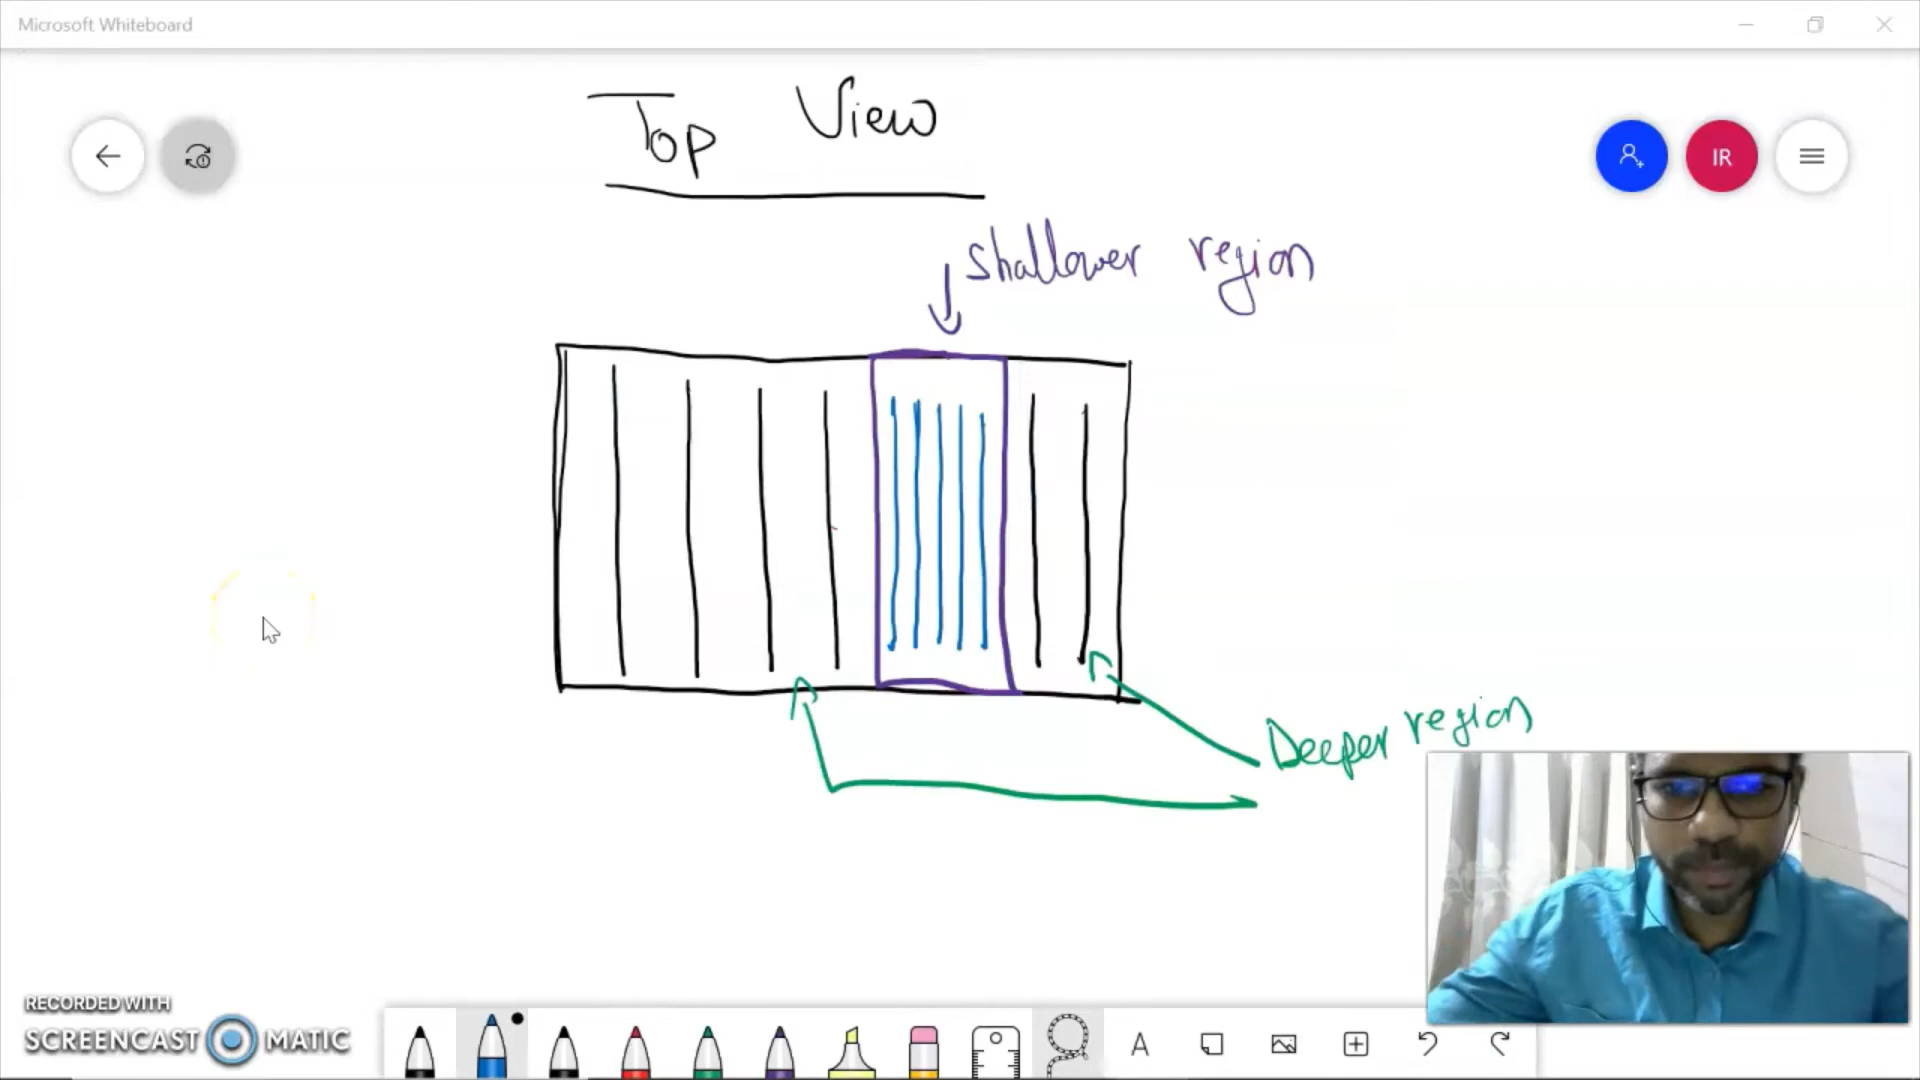 Microsoft Whiteboard
Top View
IR
Shallower region
Deeper region
RECORDED WITH
SCREENCAST MATIC
A